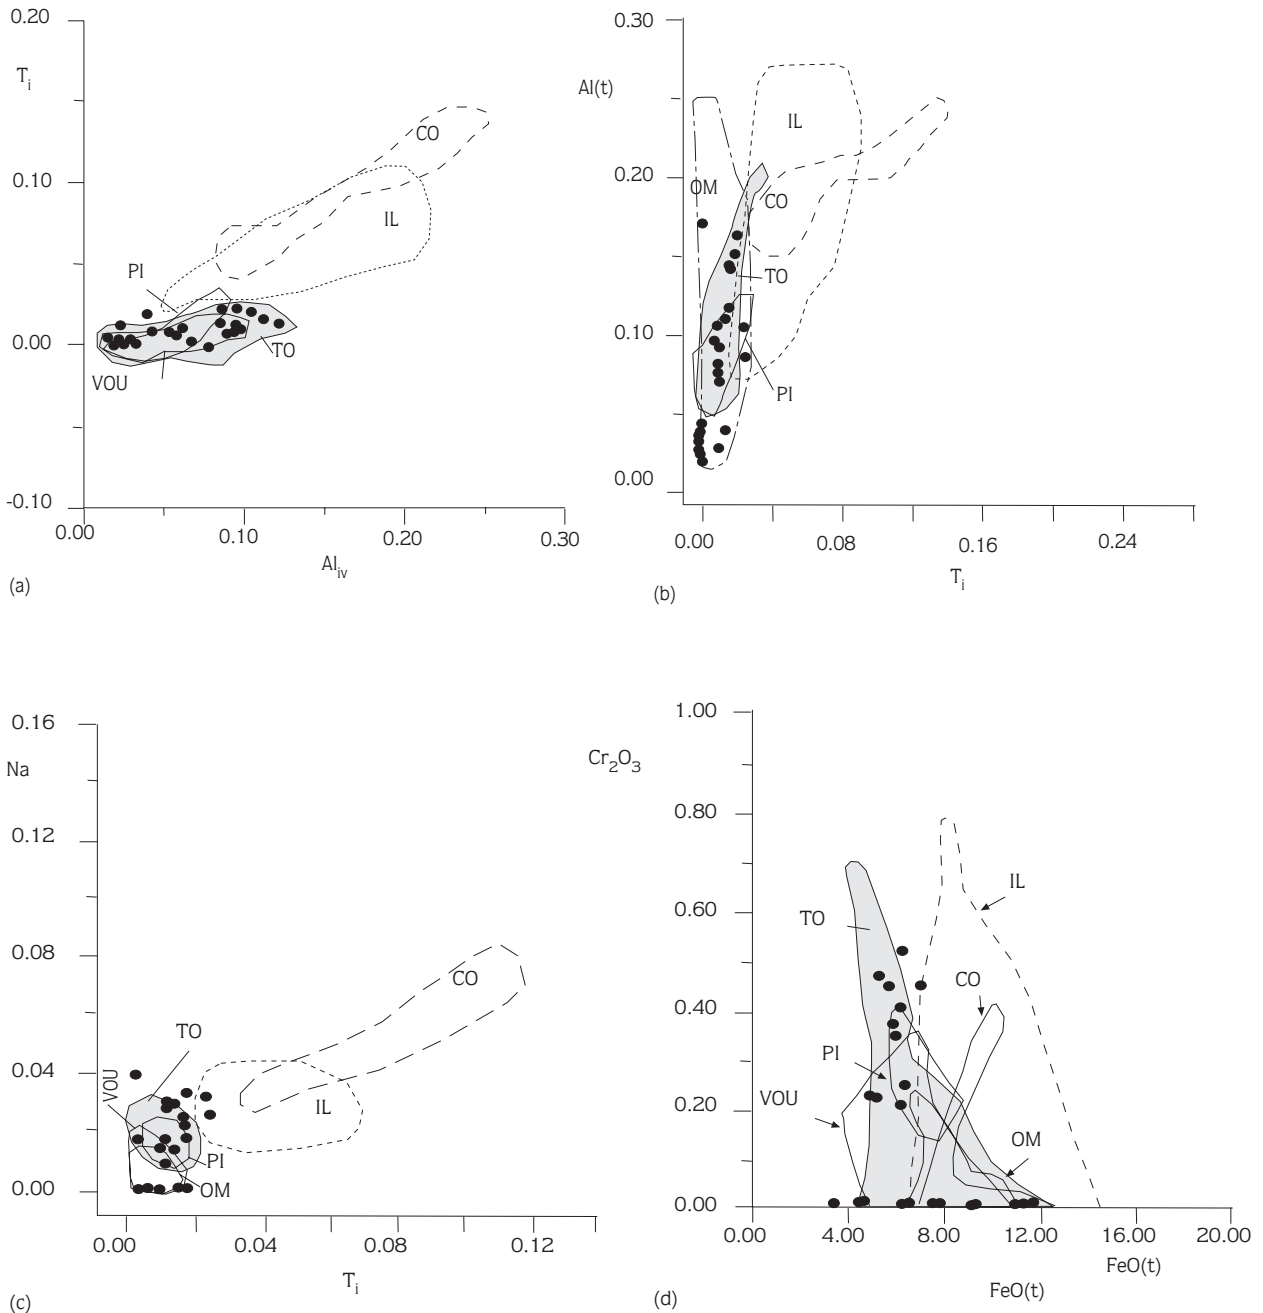 0.20
Ti
CO
0.10
IL
PI
0.00
TO
VOU
-0.10
0.00 0.10 0.20 0.30
Aliv
(a)
0.30
Al(t)
IL
0.20
OM
CO
TO
0.10
PI
0.00
0.00 0.08 0.16 0.24
Ti
(b)
0.16
Na
0.12
0.08
CO
TO
0.04
VOU
IL
PI
OM
0.00
0.00 0.04 0.08 0.12
Ti
(c)
1.00
Cr2O3
0.80
IL
TO
0.60
CO
0.40
PI
VOU
0.20
OM
0.00
0.00 4.00 8.00 12.00 16.00 20.00
FeO(t)
FeO(t)
(d)